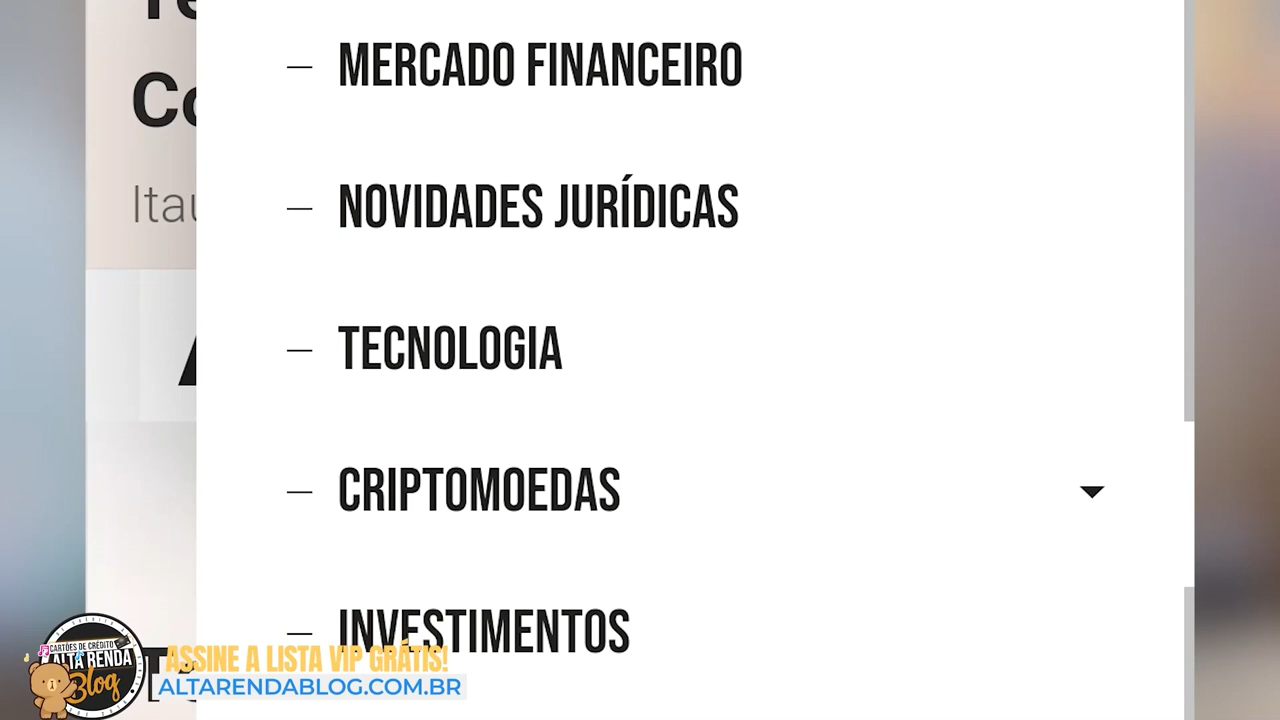 MERCADO FINANCEIRO
NOVIDADES JURÍDICAS
TECNOLOGIA
CRIPTOMOEDAS
INVESTIMENTOS
CARTÕES DE CRÉDITO
ALTA RENDA
Blog
ASSINE A LISTA VIP GRÁTIS!
ALTARENDABLOG.COM.BR